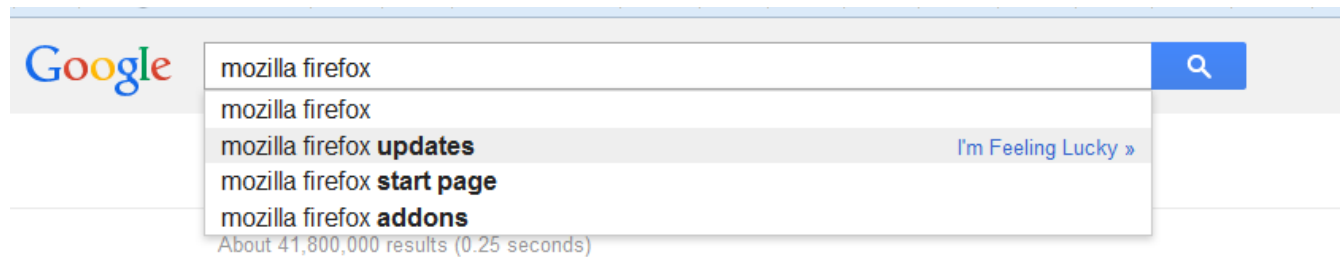 Google
mozilla firefox
mozilla firefox
mozilla firefox updates I'm Feeling Lucky »
mozilla firefox start page
mozilla firefox addons
About 41,800,000 results (0.25 seconds)